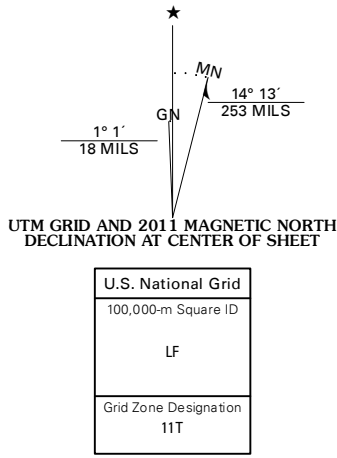 ★
MN
GN
14° 13´
253 MILS
1° 1´
18 MILS
UTM GRID AND 2011 MAGNETIC NORTH
DECLINATION AT CENTER OF SHEET
U.S. National Grid
100,000-m Square ID
LF
Grid Zone Designation
11T